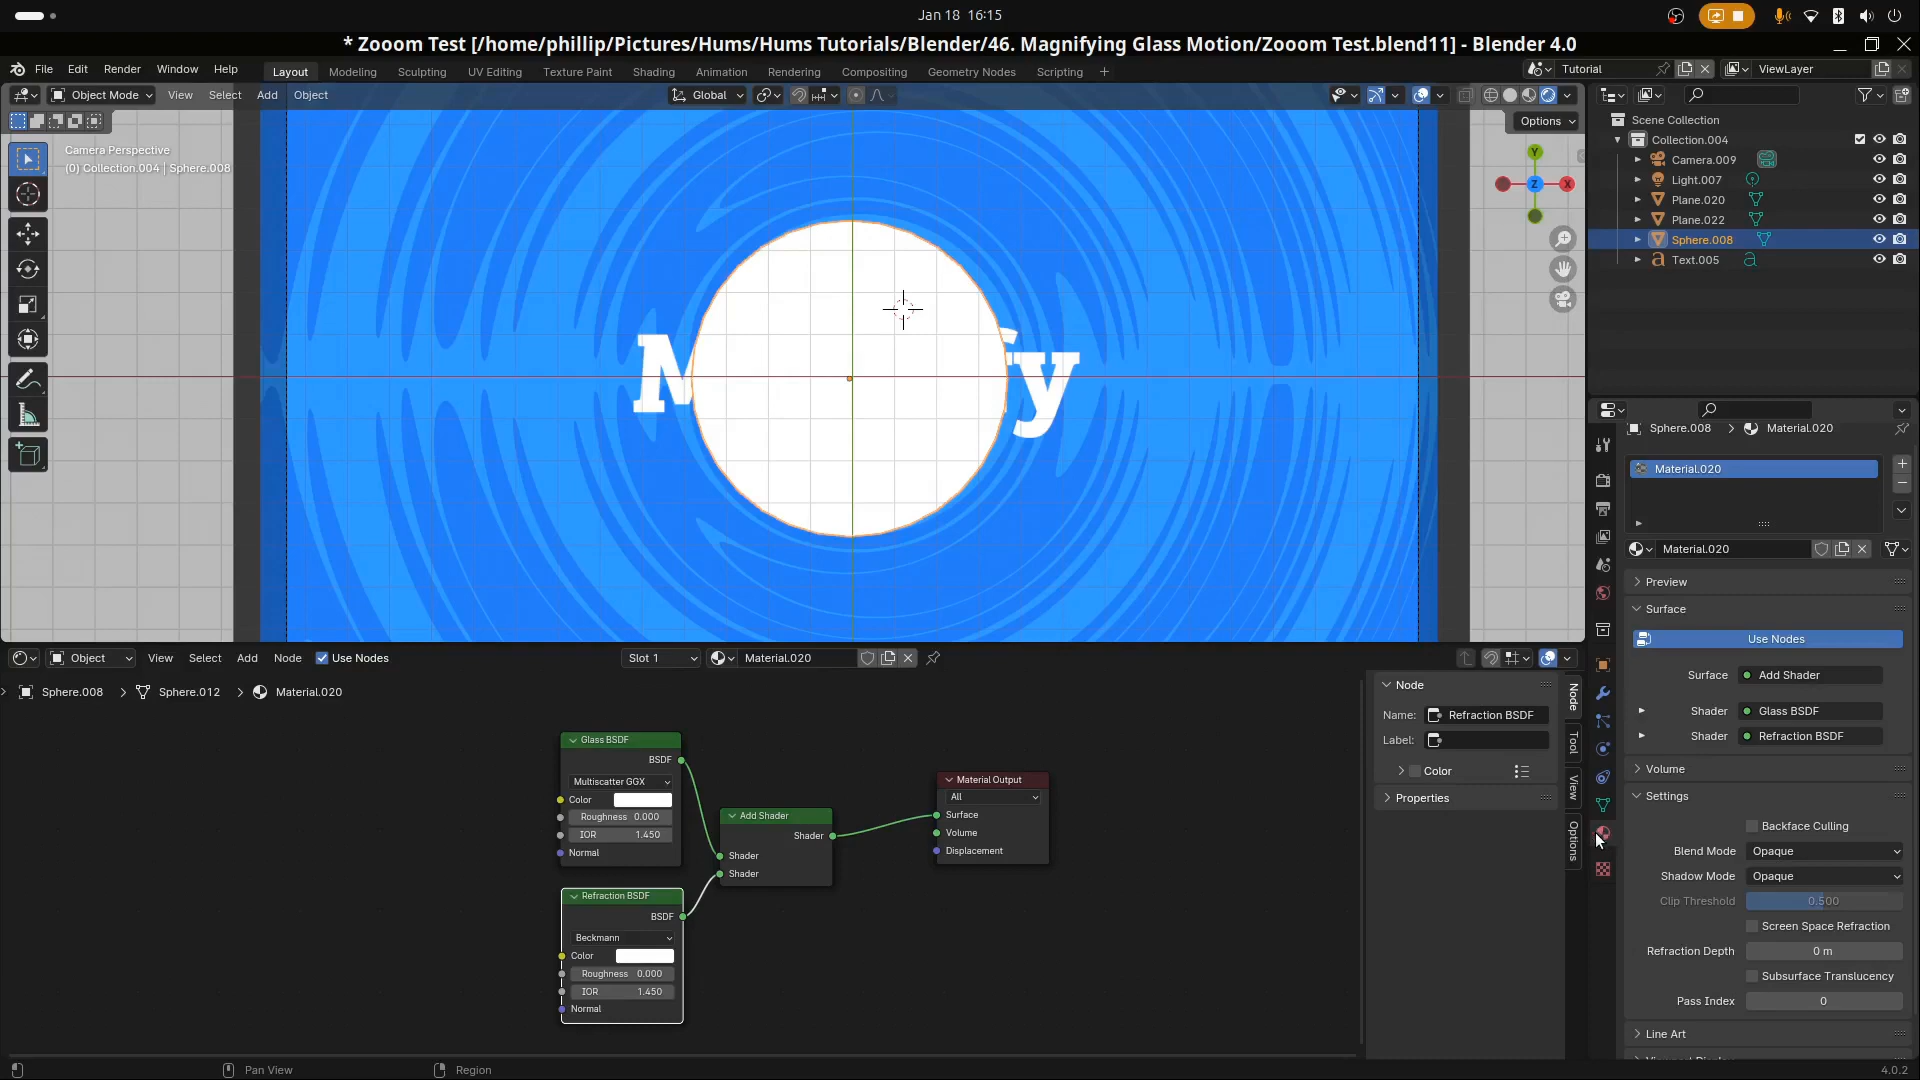 Jan 18 16:15
* Zooom Test [/home/phillip/Pictures/Hums/Hums Tutorials/Blender/46. Magnifying Glass Motion/Zooom Test.blend11] - Blender 4.0
File Edit Render Window Help
Layout Modeling Sculpting UV Editing Texture Paint Shading Animation Rendering Compositing Geometry Nodes Scripting +
Tutorial
ViewLayer
Object Mode View Select Add Object
Global
Options
Camera Perspective
(0) Collection.004 | Sphere.008
Y
X
Z
M
fy
Scene Collection
Collection.004
Camera.009
Light.007
Plane.020
Plane.022
Sphere.008
Text.005
Sphere.008 > Material.020
Material.020
Material.020
Preview
Surface
Use Nodes
Surface Add Shader
Shader Glass BSDF
Shader Refraction BSDF
Volume
Settings
Backface Culling
Blend Mode Opaque
Shadow Mode Opaque
Clip Threshold 0.500
Screen Space Refraction
Refraction Depth 0 m
Subsurface Translucency
Pass Index 0
Line Art
Object View Select Add Node Use Nodes
Slot 1
Material.020
Sphere.008 > Sphere.012 > Material.020
Glass BSDF
BSDF
Multiscatter GGX
Color
Roughness 0.000
IOR 1.450
Normal
Refraction BSDF
BSDF
Beckmann
Color
Roughness 0.000
IOR 1.450
Normal
Add Shader
Shader
Shader
Shader
Material Output
All
Surface
Volume
Displacement
Node
Name: Refraction BSDF
Label:
Color
Properties
Node
Tool
View
Options
Pan View
Region
4.0.2